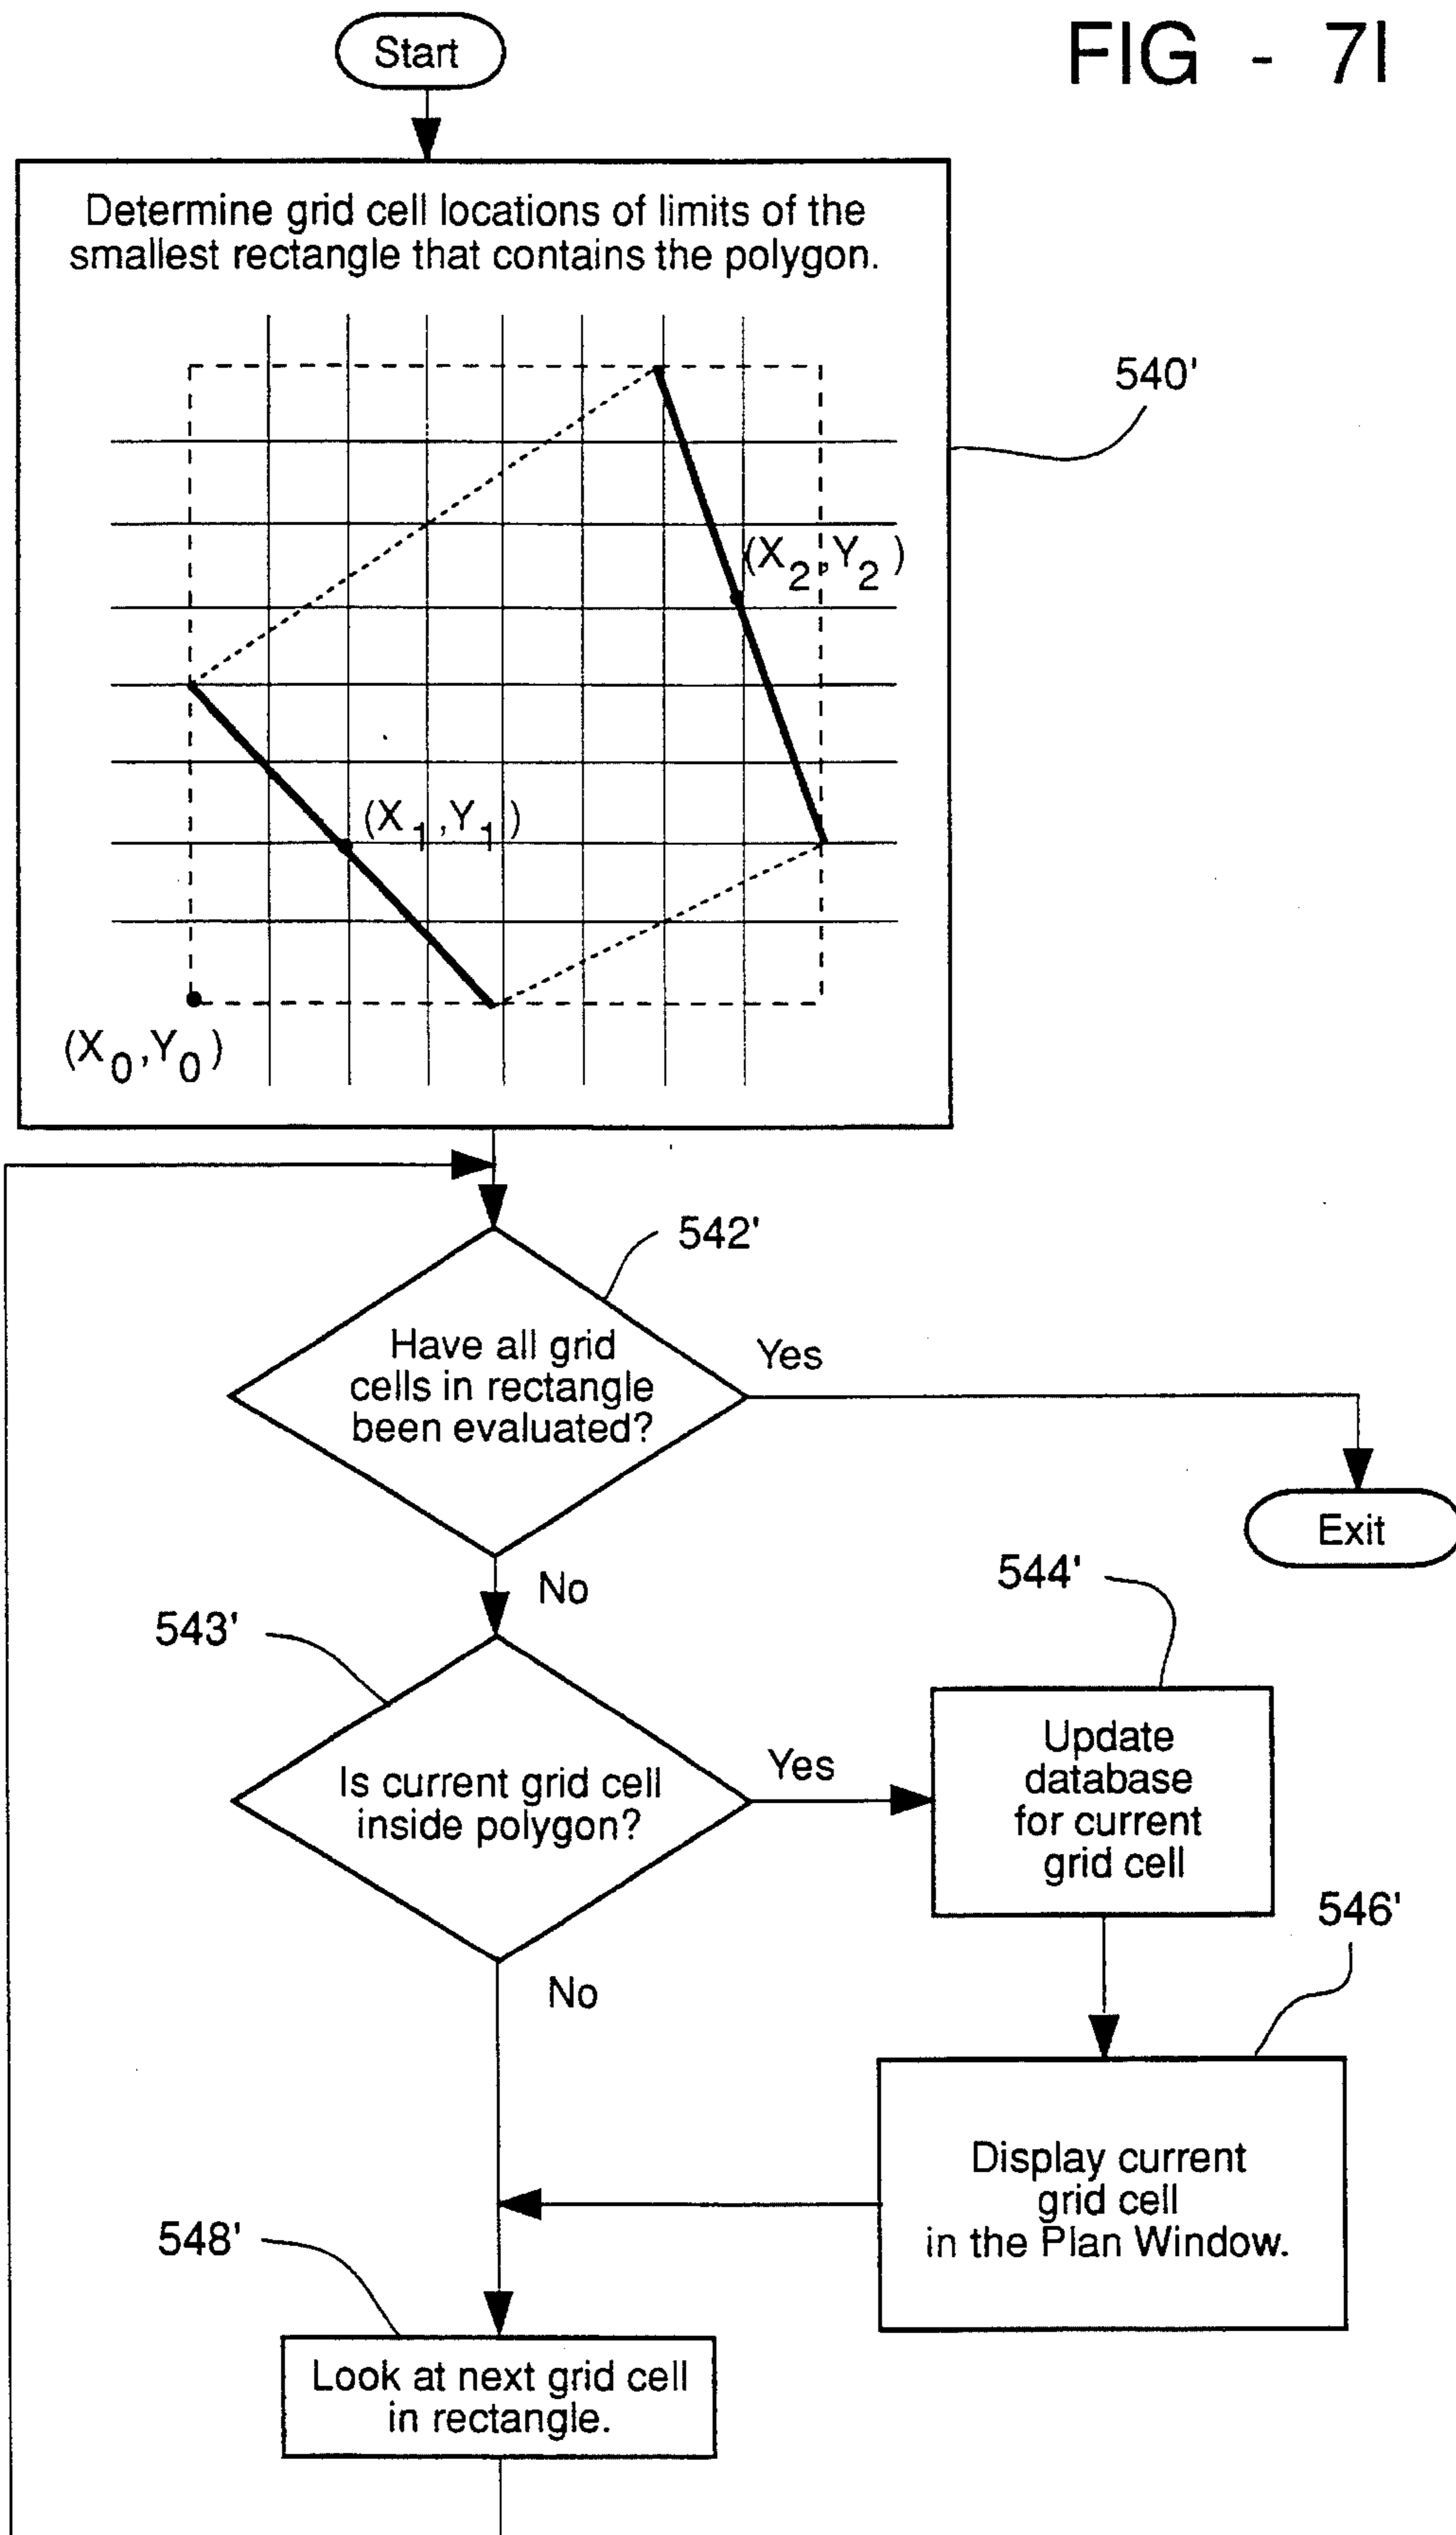 FIG - 7I
Start
Determine grid cell locations of limits of the
smallest rectangle that contains the polygon.
540'
(X2,Y2)
(X1,Y1)
(X0,Y0)
542'
Have all grid
cells in rectangle
been evaluated?
Yes
Exit
No
543'
544'
Is current grid cell
inside polygon?
Yes
Update
database
for current
grid cell
546'
No
Display current
grid cell
in the Plan Window.
548'
Look at next grid cell
in rectangle.